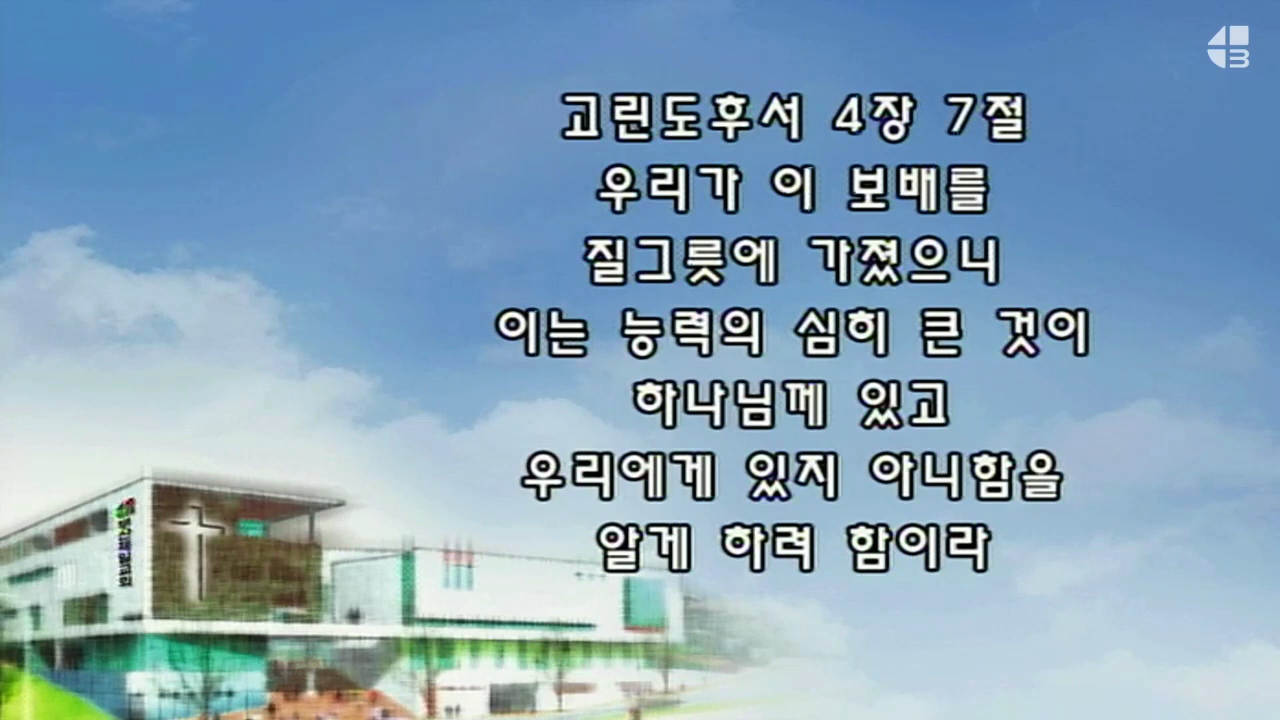 고린도후서 4장 7절
우리가 이 보배를
질그릇에 가졌으니
이는 능력의 심히 큰 것이
하나님께 있고
우리에게 있지 아니함을
알게 하려 함이라